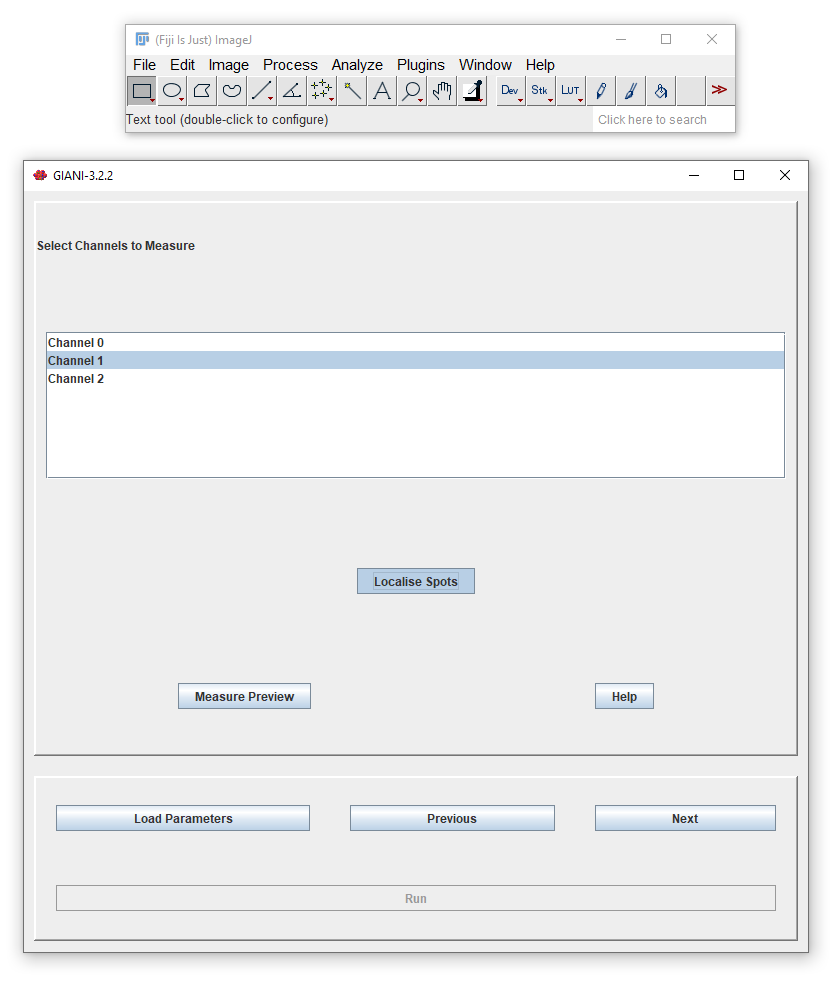 (Fiji Is Just) ImageJ
File Edit Image Process Analyze Plugins Window Help
Dev Stk LUT
Text tool (double-click to configure) Click here to search
GIANI-3.2.2
Select Channels to Measure
Channel 0
Channel 1
Channel 2
Localise Spots
Measure Preview Help
Load Parameters Previous Next
Run